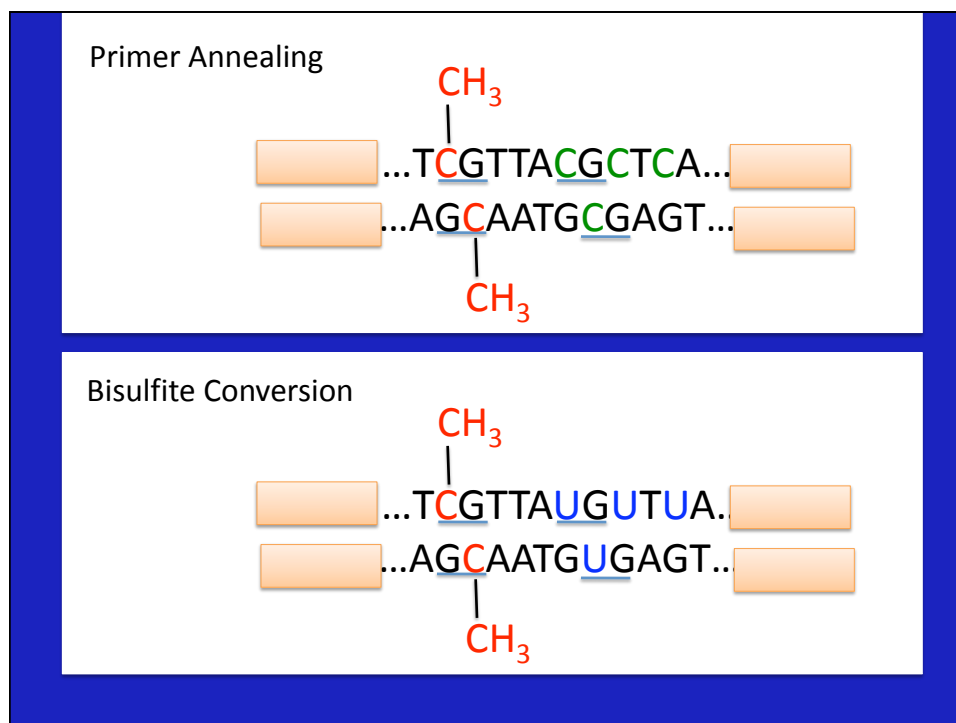 Primer Annealing
CH₃
...TCGTTACGCTCA...
...AGCAATGCGAGT...
CH₃
Bisulfite Conversion
CH₃
...TCGTTAUGUTUA..
...AGCAATGUGAGT...
CH₃